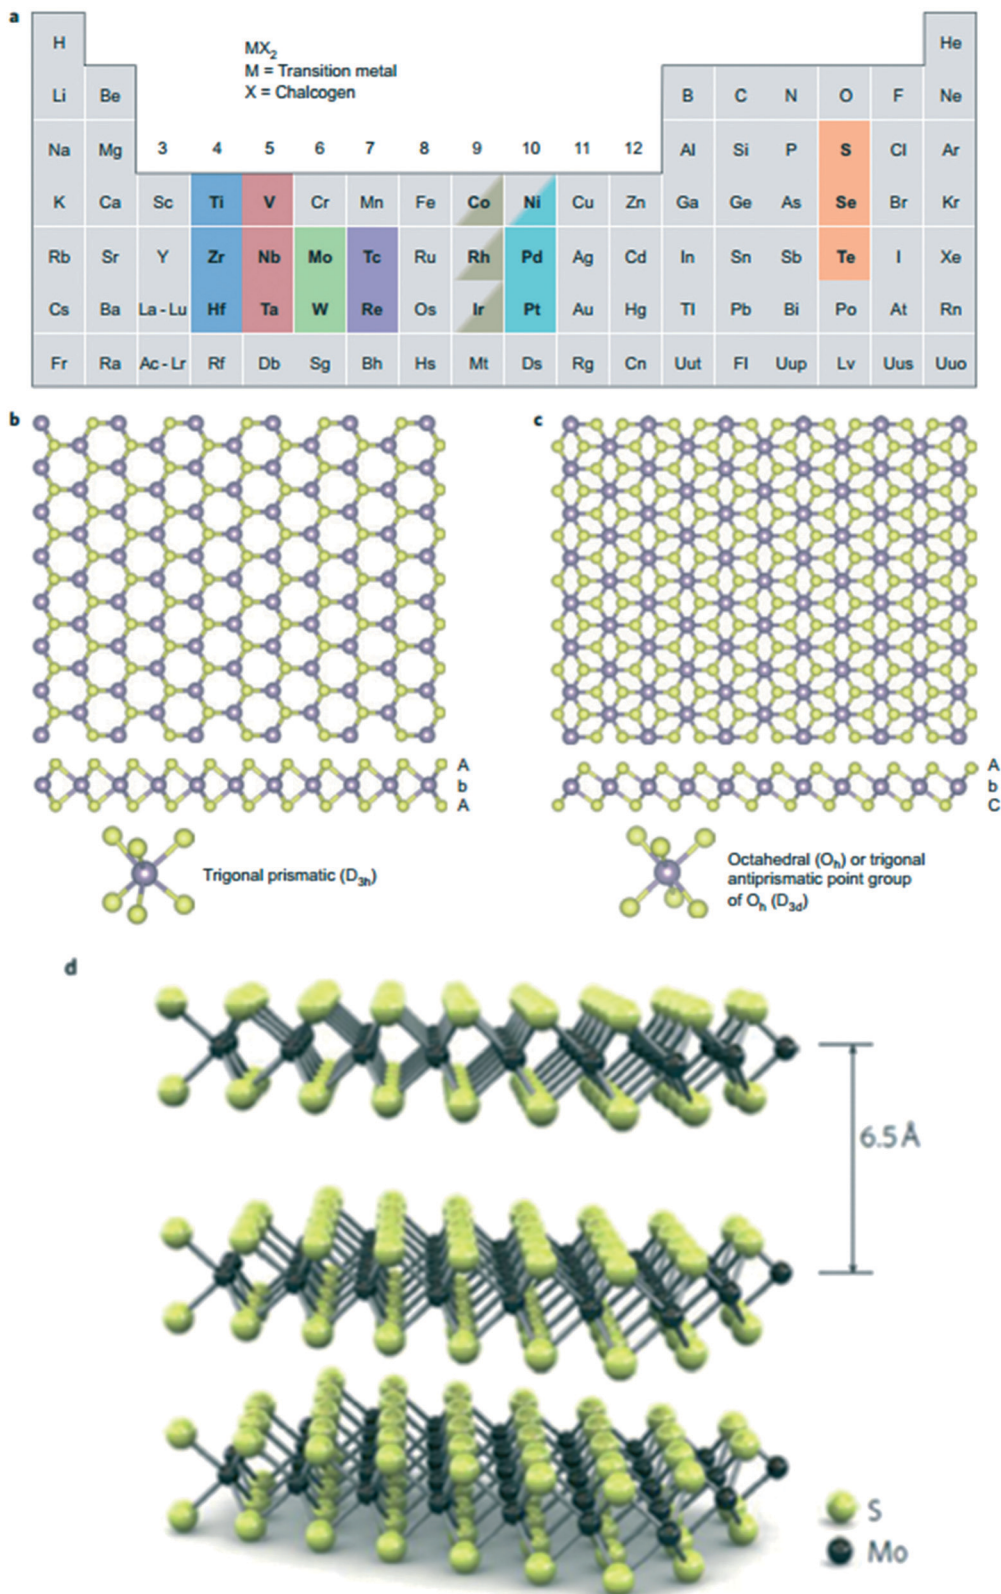 a
H He
MX₂
M = Transition metal
X = Chalcogen
Li Be B C N O F Ne
Na Mg 3 4 5 6 7 8 9 10 11 12 Al Si P S Cl Ar
K Ca Sc Ti V Cr Mn Fe Co Ni Cu Zn Ga Ge As Se Br Kr
Rb Sr Y Zr Nb Mo Tc Ru Rh Pd Ag Cd In Sn Sb Te I Xe
Cs Ba La - Lu Hf Ta W Re Os Ir Pt Au Hg Tl Pb Bi Po At Rn
Fr Ra Ac - Lr Rf Db Sg Bh Hs Mt Ds Rg Cn Uut Fl Uup Lv Uus Uuo
b
A
b
A
Trigonal prismatic (D₃ₕ)
c
A
b
C
Octahedral (Oₕ) or trigonal
antiprismatic point group
of Oₕ (D₃d)
d
6.5 Å
S
Mo